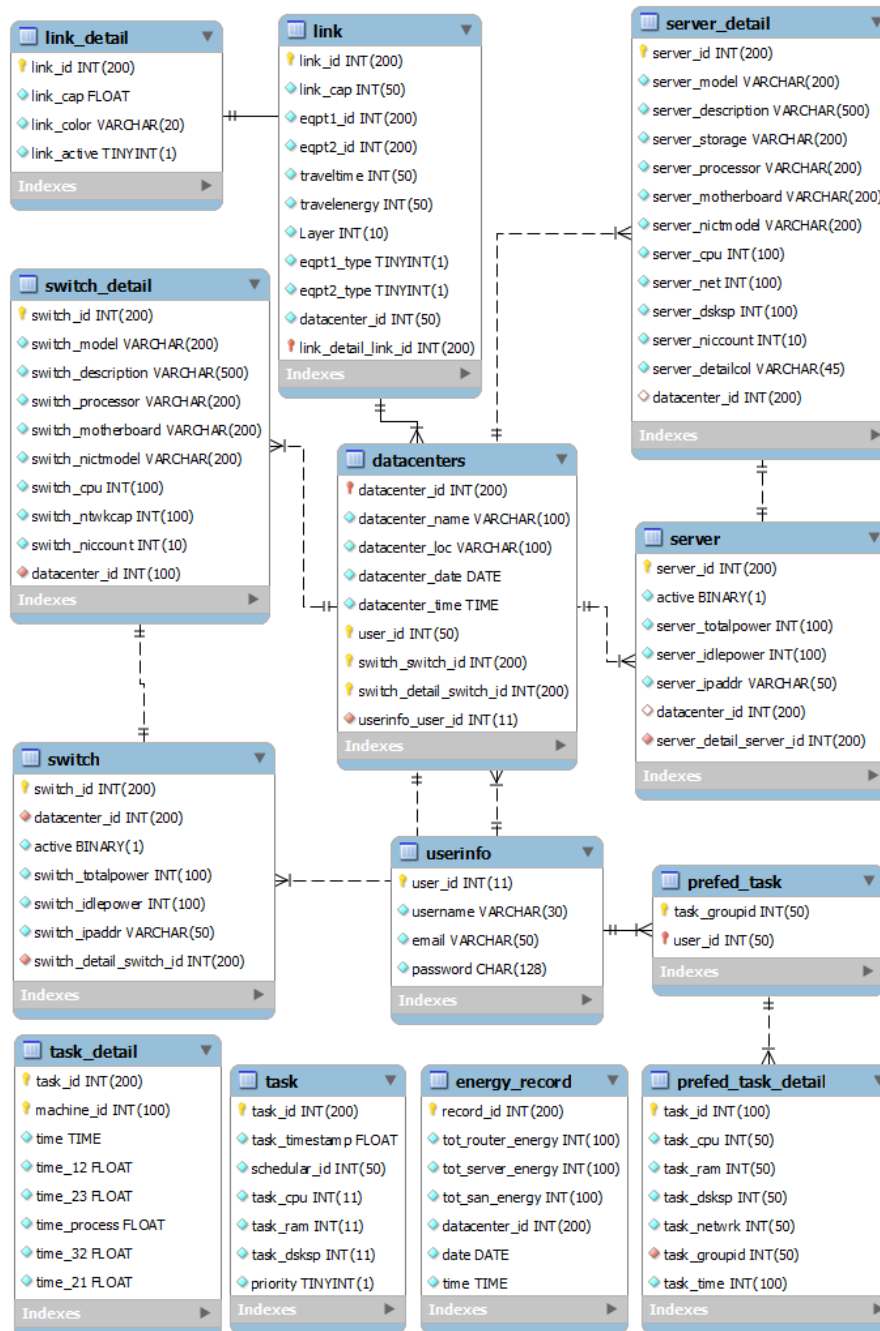 link_detail
link_id INT(200)
link_cap FLOAT
link_color VARCHAR(20)
link_active TINYINT(1)
Indexes
link
link_id INT(200)
link_cap INT(50)
eqpt1_id INT(200)
eqpt2_id INT(200)
traveltime INT(50)
travelenergy INT(50)
Layer INT(10)
eqpt1_type TINYINT(1)
eqpt2_type TINYINT(1)
datacenter_id INT(50)
link_detail_link_id INT(200)
Indexes
server_detail
server_id INT(200)
server_model VARCHAR(200)
server_description VARCHAR(500)
server_storage VARCHAR(200)
server_processor VARCHAR(200)
server_motherboard VARCHAR(200)
server_nictmodel VARCHAR(200)
server_cpu INT(100)
server_net INT(100)
server_dsksp INT(100)
server_niccount INT(10)
server_detailcol VARCHAR(45)
datacenter_id INT(200)
Indexes
switch_detail
switch_id INT(200)
switch_model VARCHAR(200)
switch_description VARCHAR(500)
switch_processor VARCHAR(200)
switch_motherboard VARCHAR(200)
switch_nictmodel VARCHAR(200)
switch_cpu INT(100)
switch_ntwkcap INT(100)
switch_niccount INT(10)
datacenter_id INT(100)
Indexes
datacenters
datacenter_id INT(200)
datacenter_name VARCHAR(100)
datacenter_loc VARCHAR(100)
datacenter_date DATE
datacenter_time TIME
user_id INT(50)
switch_switch_id INT(200)
switch_detail_switch_id INT(200)
userinfo_user_id INT(11)
Indexes
server
server_id INT(200)
active BINARY(1)
server_totalpower INT(100)
server_idlepower INT(100)
server_ipaddr VARCHAR(50)
datacenter_id INT(200)
server_detail_server_id INT(200)
Indexes
switch
switch_id INT(200)
datacenter_id INT(200)
active BINARY(1)
switch_totalpower INT(100)
switch_idlepower INT(100)
switch_ipaddr VARCHAR(50)
switch_detail_switch_id INT(200)
Indexes
userinfo
user_id INT(11)
username VARCHAR(30)
email VARCHAR(50)
password CHAR(128)
Indexes
prefed_task
task_groupid INT(50)
user_id INT(50)
Indexes
task_detail
task_id INT(200)
machine_id INT(100)
time TIME
time_12 FLOAT
time_23 FLOAT
time_process FLOAT
time_32 FLOAT
time_21 FLOAT
Indexes
task
task_id INT(200)
task_timestamp FLOAT
schedular_id INT(50)
task_cpu INT(11)
task_ram INT(11)
task_dsksp INT(11)
priority TINYINT(1)
Indexes
energy_record
record_id INT(200)
tot_router_energy INT(100)
tot_server_energy INT(100)
tot_san_energy INT(100)
datacenter_id INT(200)
date DATE
time TIME
Indexes
prefed_task_detail
task_id INT(100)
task_cpu INT(50)
task_ram INT(50)
task_dsksp INT(50)
task_netwrk INT(50)
task_groupid INT(50)
task_time INT(100)
Indexes